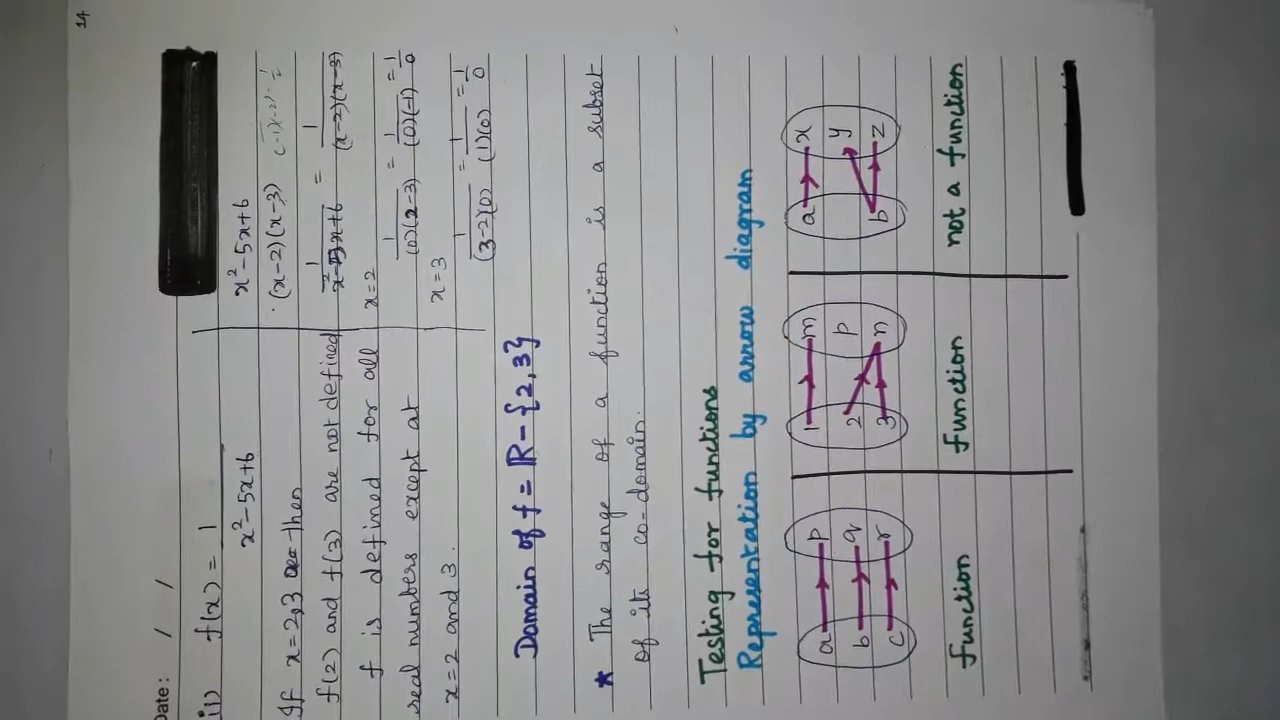 14
Date: / /
ii) f(x) = 1
x² - 5x + 6
If x = 2, 3 then
f(2) and f(3) are not defined
f is defined for all
real numbers except at
x = 2 and 3.
x² - 5x + 6
(x-2)(x-3)
1/x²-5x+6 = 1/(x-2)(x-3)
x = 2
1/(0)(2-3) = 1/(0)(-1) = 1/0
x = 3
1/(3-2)(0) = 1/(1)(0) = 1/0
Domain of f = R - {2, 3}
* The range of a function is a subset
of its co-domain.
Testing for functions
Representation by arrow diagram
a p
b q
c r
Function
1 m
2 p
3 n
Function
a x
y
b z
not a function